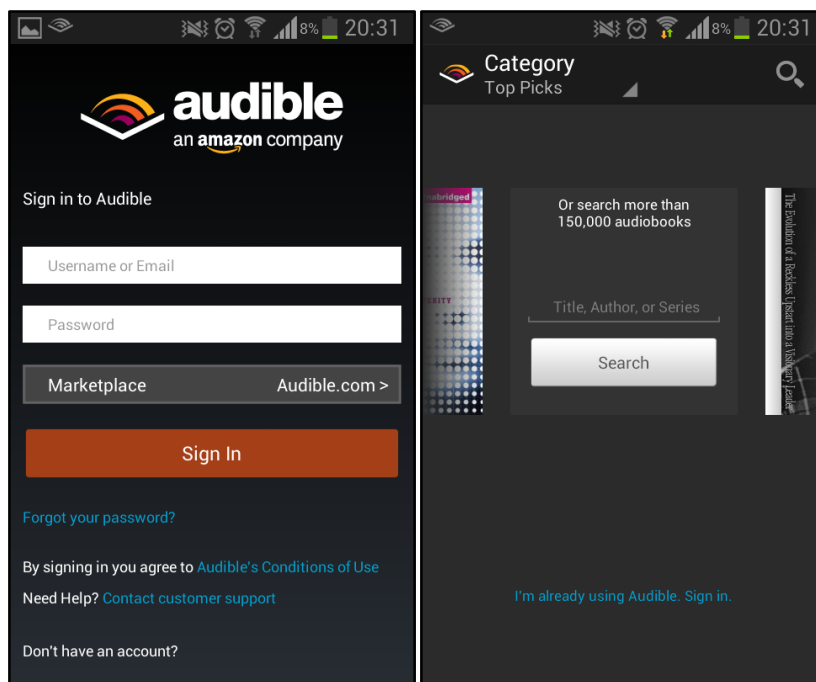 8% 20:31
audible
an amazon company
Sign in to Audible
Username or Email
Password
Marketplace Audible.com >
Sign In
Forgot your password?
By signing in you agree to Audible's Conditions of Use
Need Help? Contact customer support
Don't have an account?
8% 20:31
Category
Top Picks
nabridged
ERSITY
Or search more than
150,000 audiobooks
Title, Author, or Series
Search
The Evolution of a Reckless Upstart into a Visionary Leader
I'm already using Audible. Sign in.